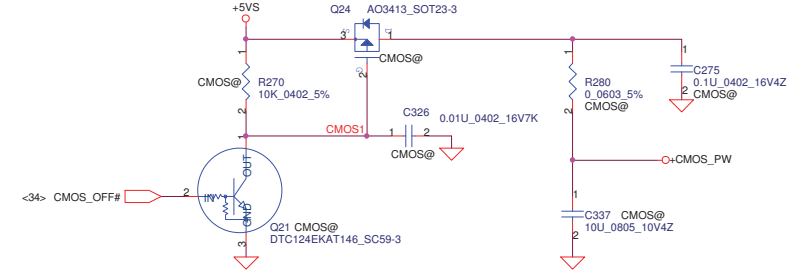 +5VS
Q24 AO3413_SOT23-3
S
3
D
1
G
2
CMOS@
1
CMOS@
R270
10K_0402_5%
2
CMOS1
C326
0.01U_0402_16V7K
1
2
CMOS@
1
R280
0_0603_5%
CMOS@
2
1
C275
0.1U_0402_16V4Z
2
CMOS@
+CMOS_PW
1
C337 CMOS@
10U_0805_10V4Z
2
<34> CMOS_OFF#
2
IN
1
OUT
GND
3
Q21 CMOS@
DTC124EKAT146_SC59-3